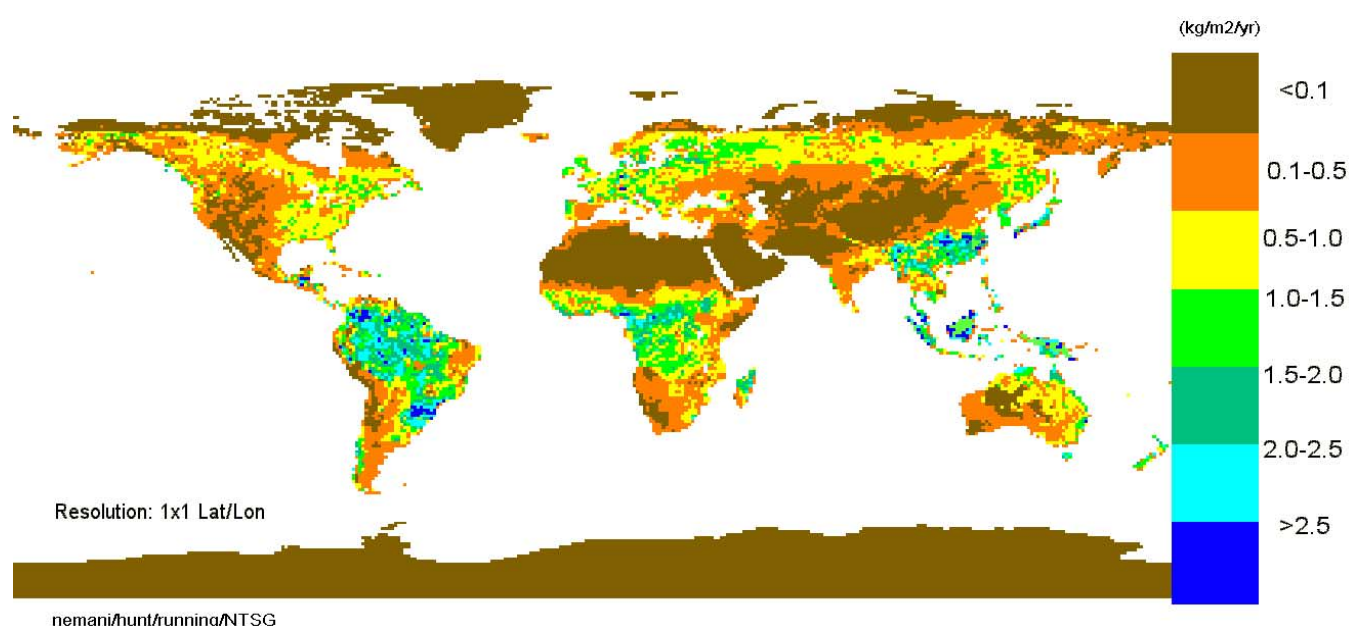 (kg/m2/yr)
<0.1
0.1-0.5
0.5-1.0
1.0-1.5
1.5-2.0
2.0-2.5
>2.5
Resolution: 1x1 Lat/Lon
nemani/hunt/running/NTSG